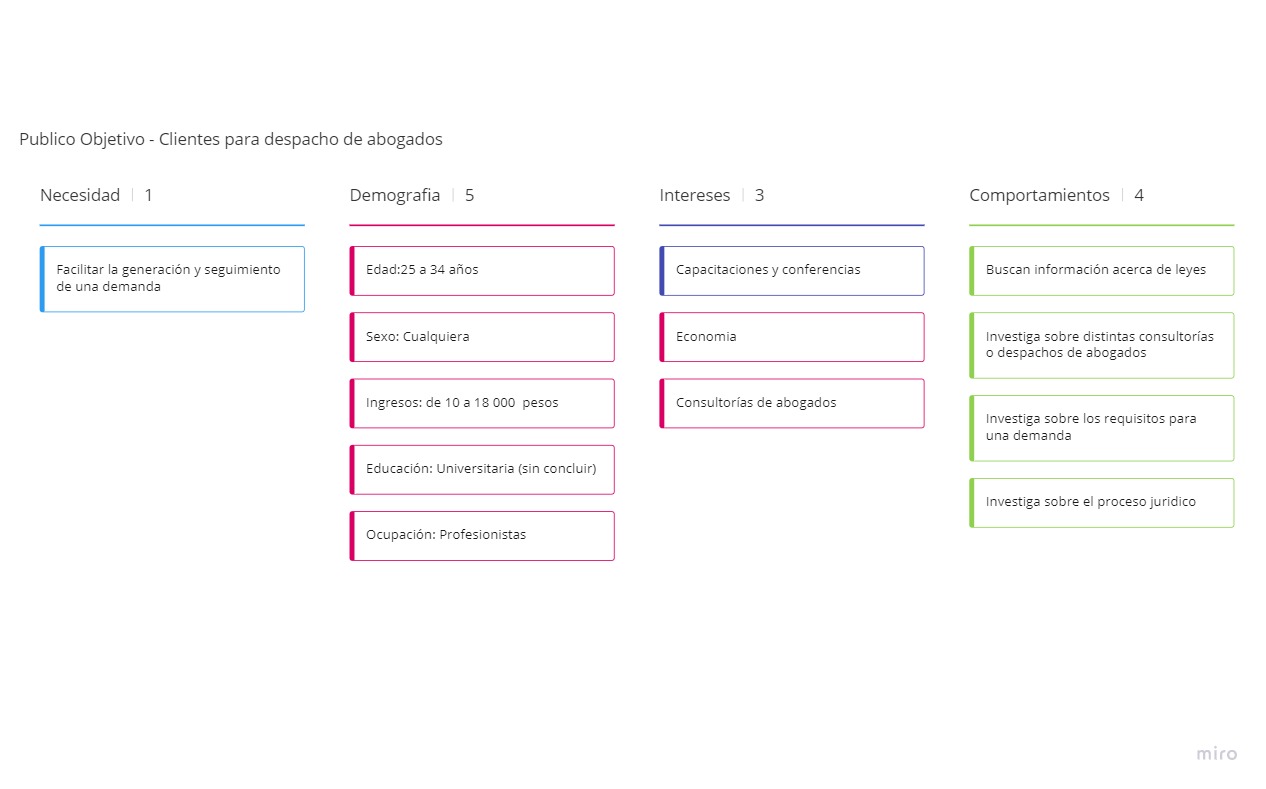 Publico Objetivo - Clientes para despacho de abogados
Necesidad 1
Facilitar la generación y seguimiento
de una demanda
Demografia 5
Edad:25 a 34 años
Sexo: Cualquiera
Ingresos: de 10 a 18 000  pesos
Educación: Universitaria (sin concluir)
Ocupación: Profesionistas
Intereses 3
Capacitaciones y conferencias
Economia
Consultorías de abogados
Comportamientos 4
Buscan información acerca de leyes
Investiga sobre distintas consultorías
o despachos de abogados
Investiga sobre los requisitos para
una demanda
Investiga sobre el proceso juridico
miro